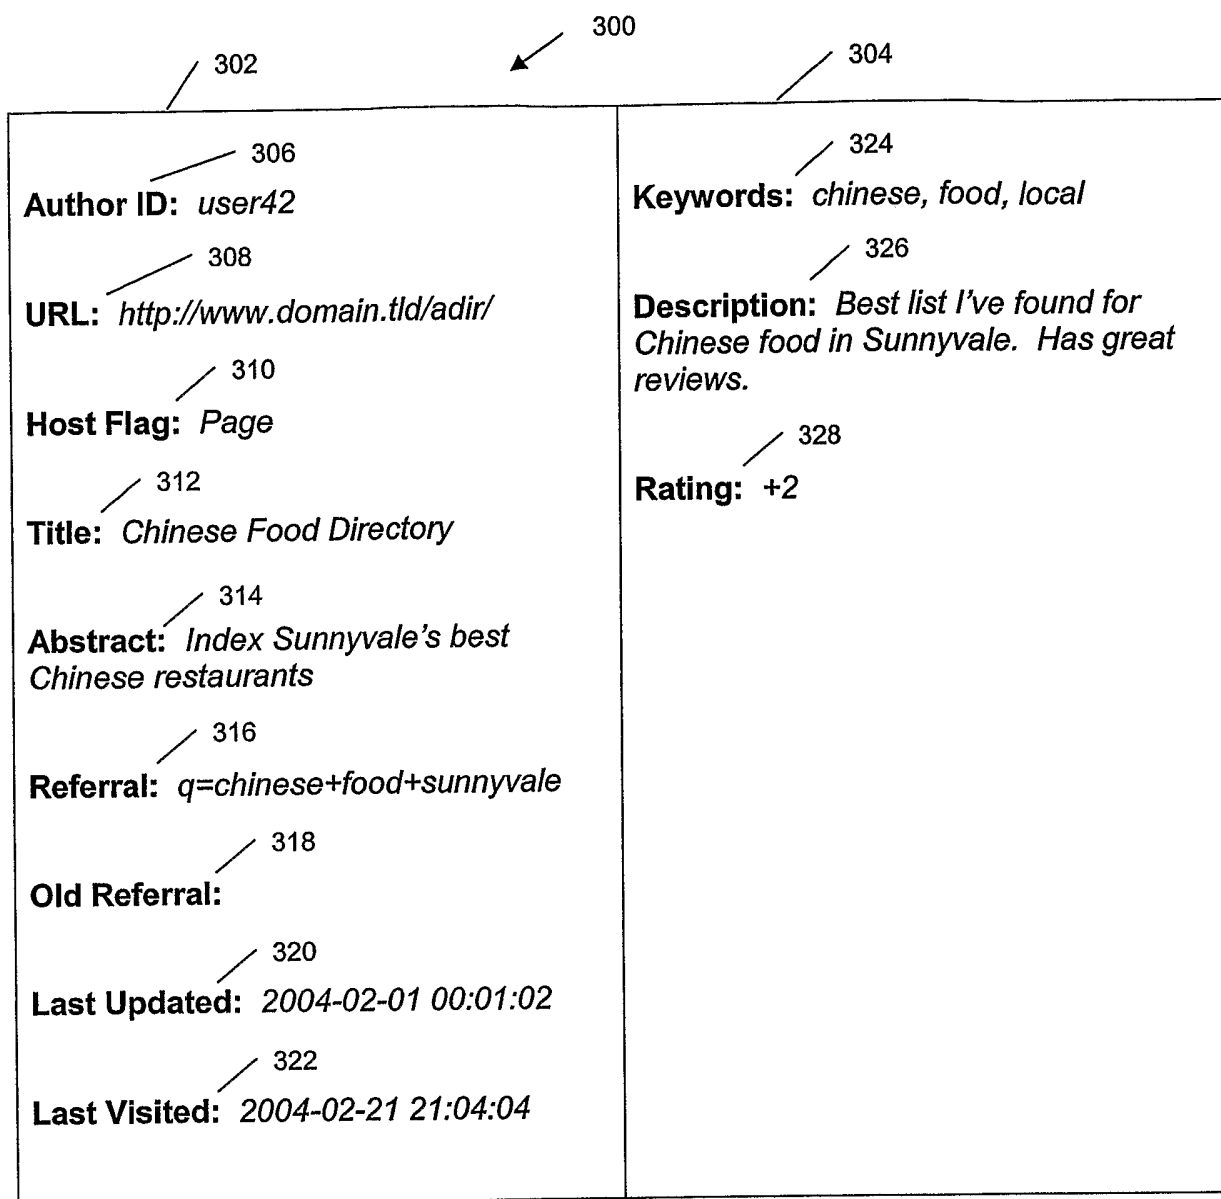 300
302
304
306
Author ID: user42
308
URL: http://www.domain.tld/adir/
310
Host Flag: Page
312
Title: Chinese Food Directory
314
Abstract: Index Sunnyvale's best
Chinese restaurants
316
Referral: q=chinese+food+sunnyvale
318
Old Referral:
320
Last Updated: 2004-02-01 00:01:02
322
Last Visited: 2004-02-21 21:04:04
324
Keywords: chinese, food, local
326
Description: Best list I've found for
Chinese food in Sunnyvale. Has great
reviews.
328
Rating: +2